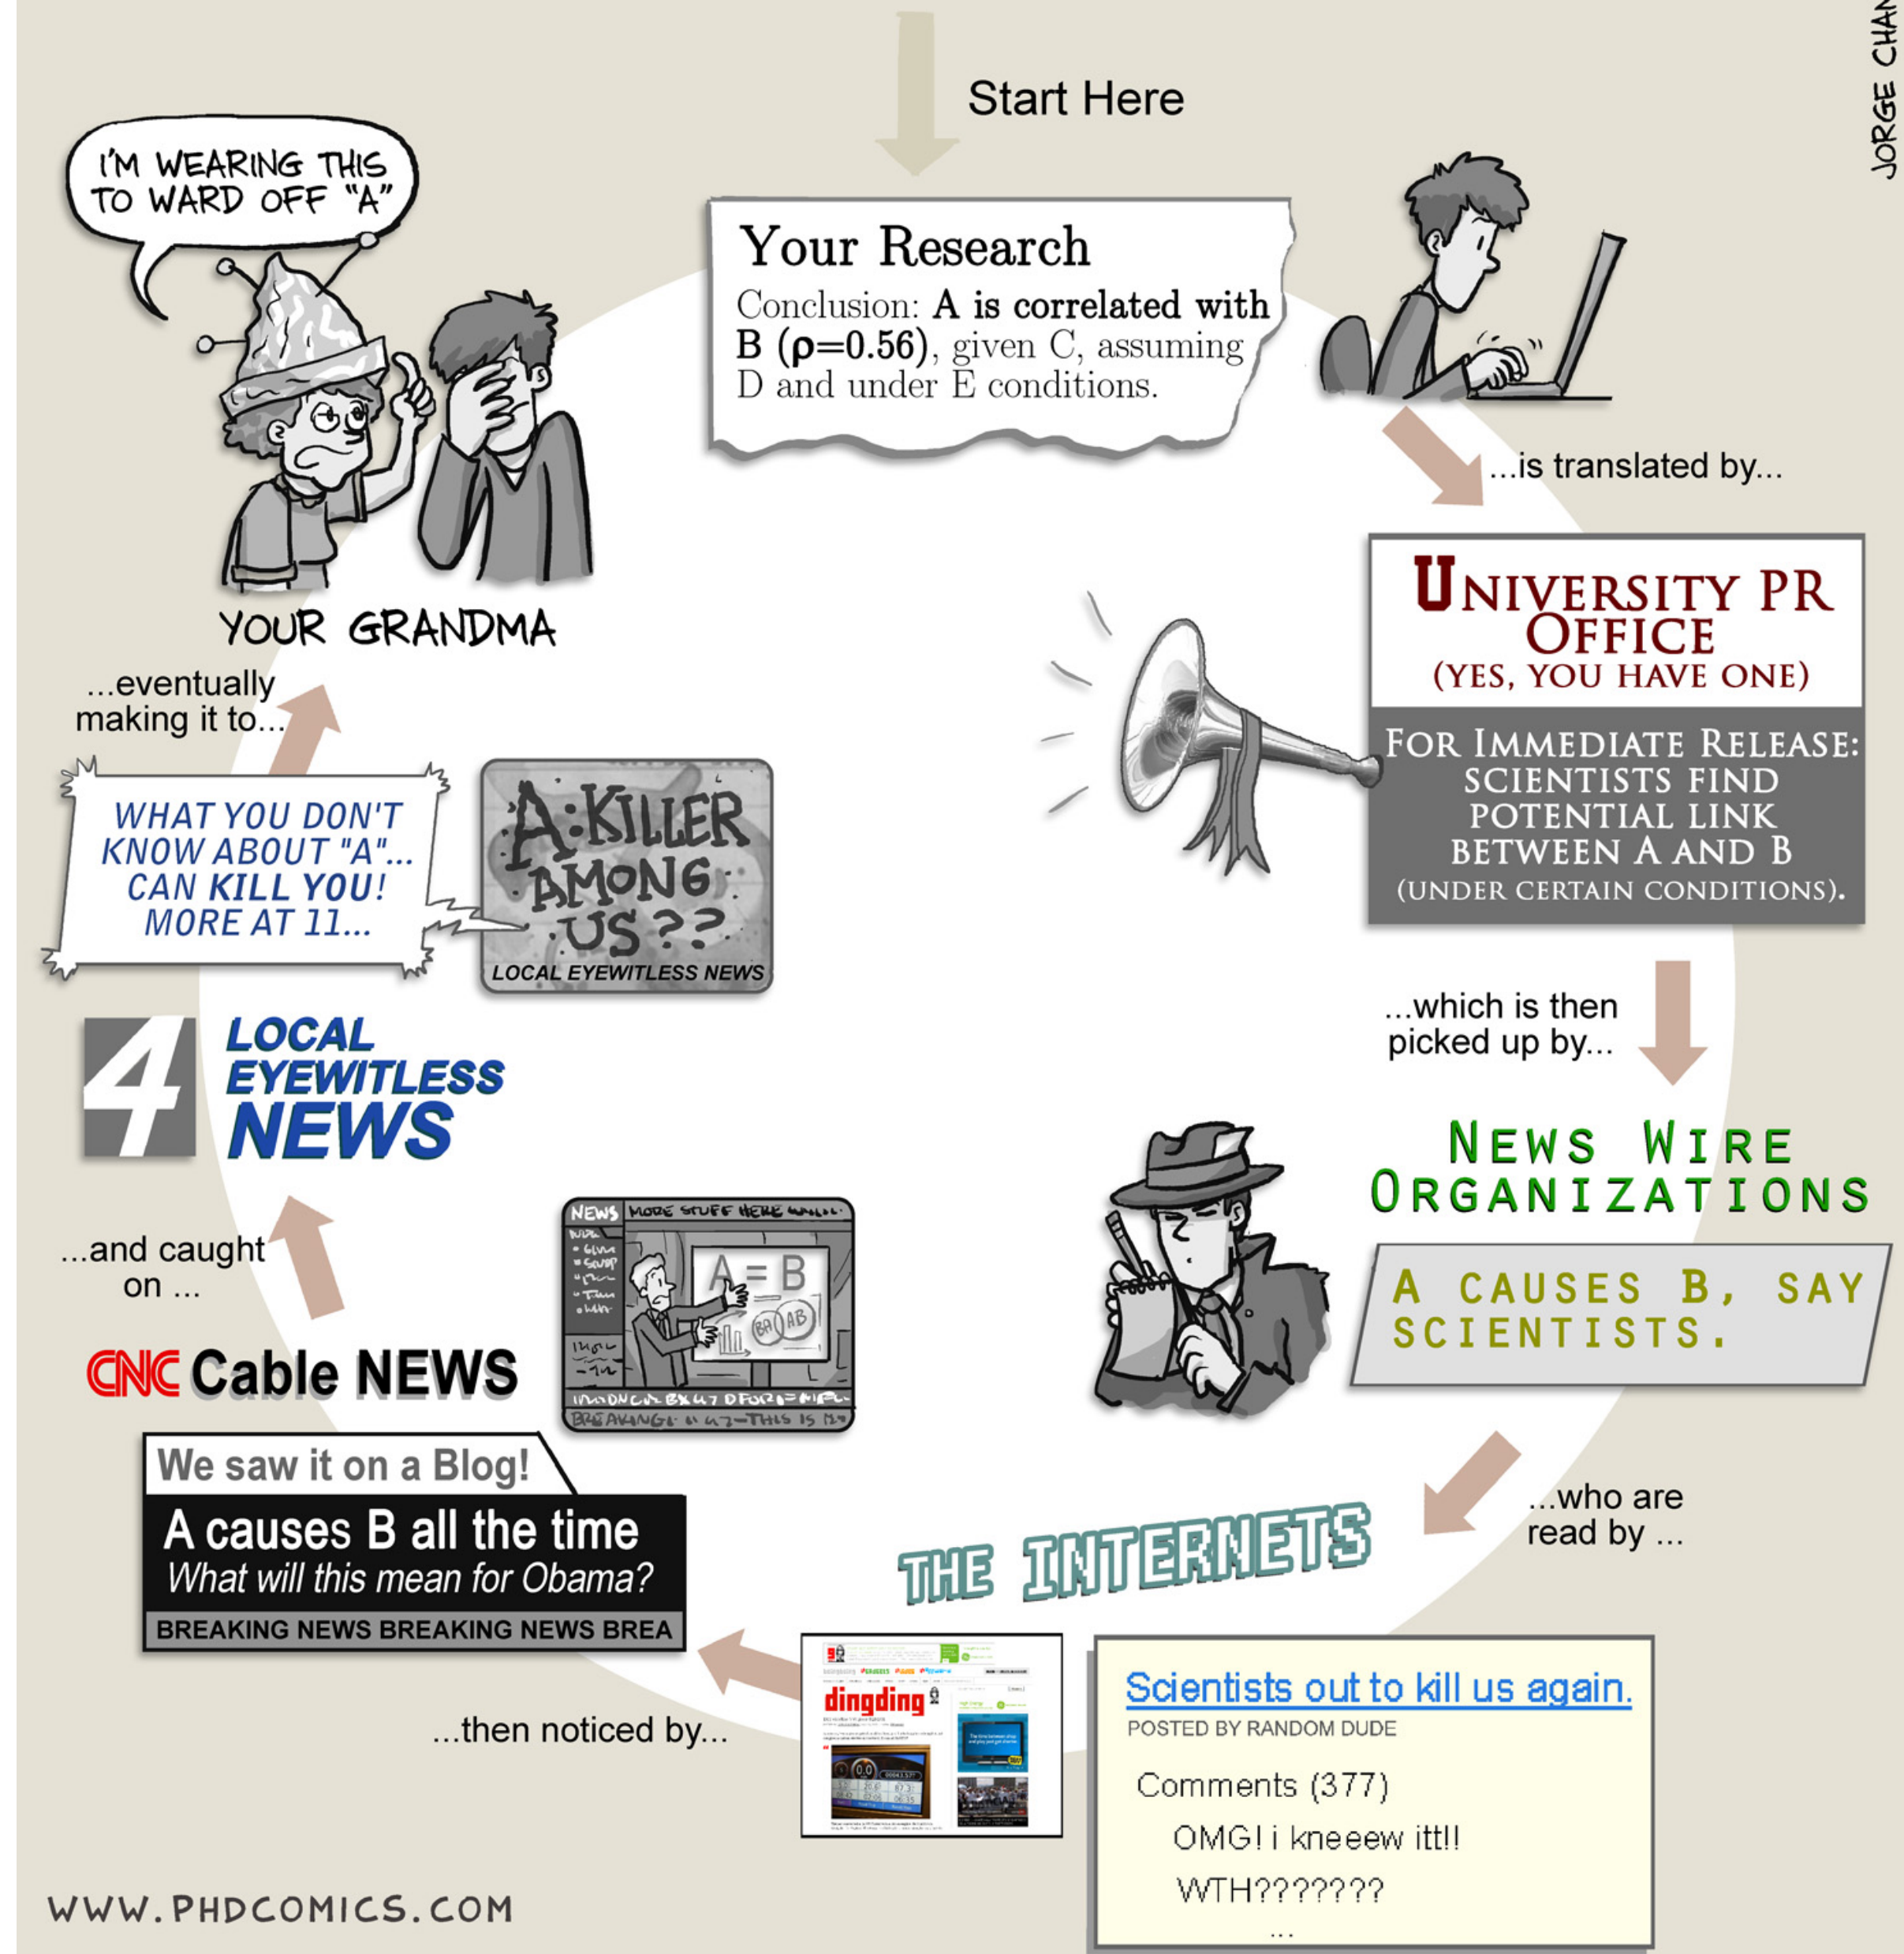 JORGE CHAM
Start Here
I'M WEARING THIS
TO WARD OFF "A"
Your Research
Conclusion: A is correlated with
B (ρ=0.56), given C, assuming
D and under E conditions.
...is translated by...
UNIVERSITY PR
OFFICE
(YES, YOU HAVE ONE)
FOR IMMEDIATE RELEASE:
SCIENTISTS FIND
POTENTIAL LINK
BETWEEN A AND B
(UNDER CERTAIN CONDITIONS).
...which is then
picked up by...
NEWS WIRE
ORGANIZATIONS
A CAUSES B, SAY
SCIENTISTS.
...who are
read by ...
THE INTERNETS
Scientists out to kill us again.
POSTED BY RANDOM DUDE
Comments (377)
OMG! i kneeew itt!!
WTH???????
...
dingding
...then noticed by...
CNC Cable NEWS
We saw it on a Blog!
A causes B all the time
What will this mean for Obama?
BREAKING NEWS BREAKING NEWS BREA
NEWS
MORE STUFF HERE
A = B
BA AB
THIS IS
...and caught
on ...
4 LOCAL
EYEWITLESS
NEWS
WHAT YOU DON'T
KNOW ABOUT "A"...
CAN KILL YOU!
MORE AT 11...
A: KILLER
AMONG
US??
LOCAL EYEWITLESS NEWS
...eventually
making it to...
YOUR GRANDMA
WWW.PHDCOMICS.COM